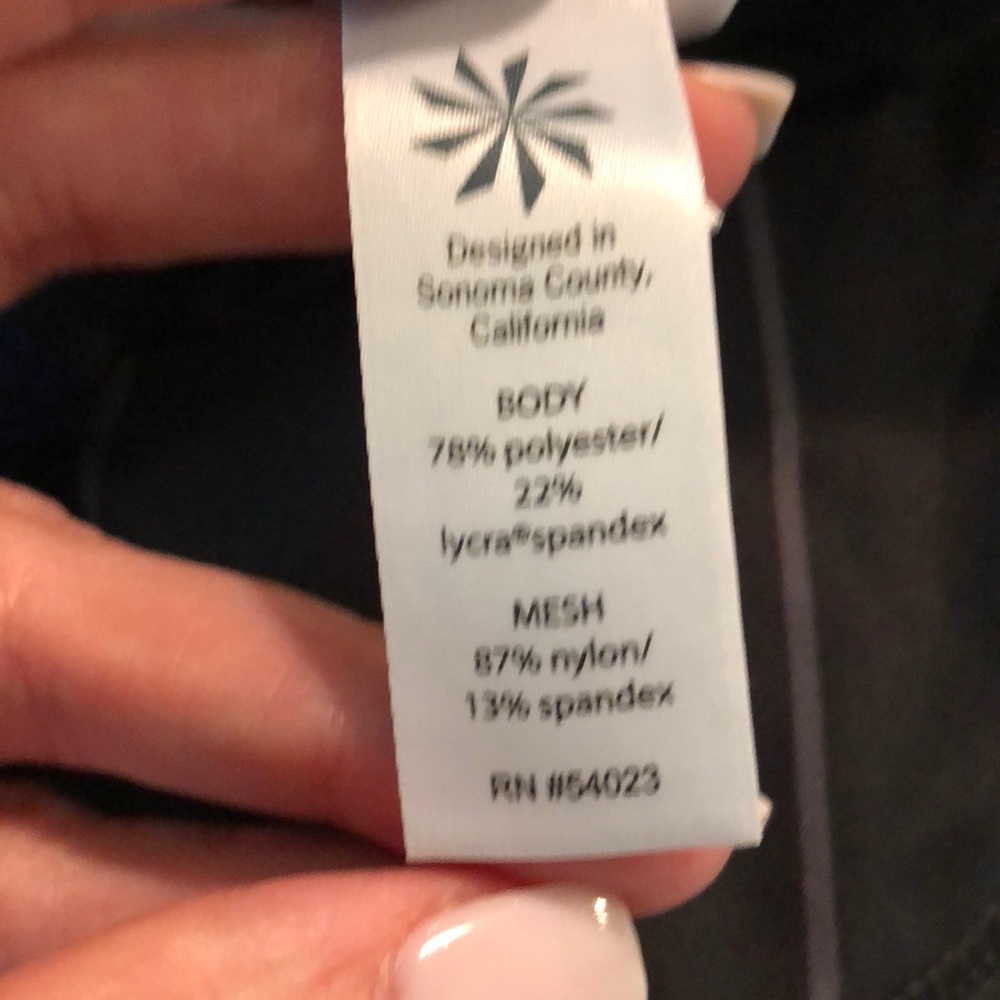 Designed in
Sonoma County,
California
BODY
78% polyester/
22%
lycra®spandex
MESH
87% nylon/
13% spandex
RN #54023